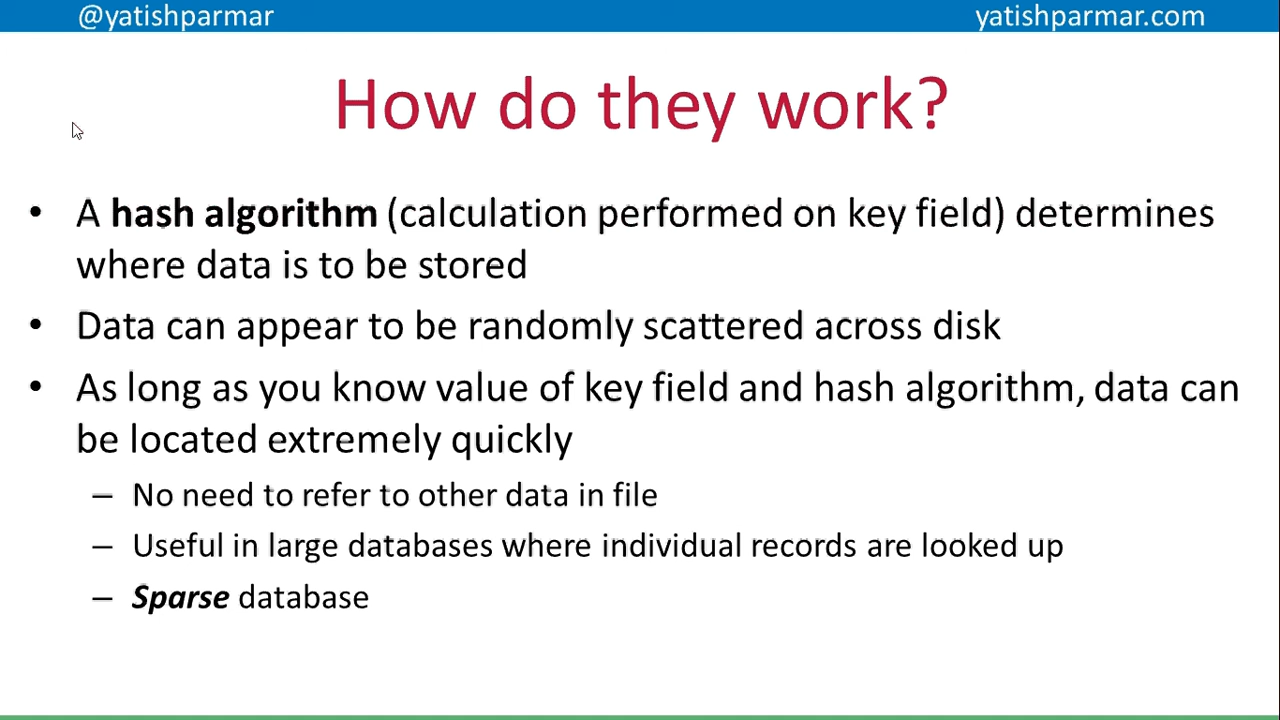 @yatishparmar
yatishparmar.com
How do they work?
• A hash algorithm (calculation performed on key field) determines
where data is to be stored
• Data can appear to be randomly scattered across disk
• As long as you know value of key field and hash algorithm, data can
be located extremely quickly
– No need to refer to other data in file
– Useful in large databases where individual records are looked up
– Sparse database